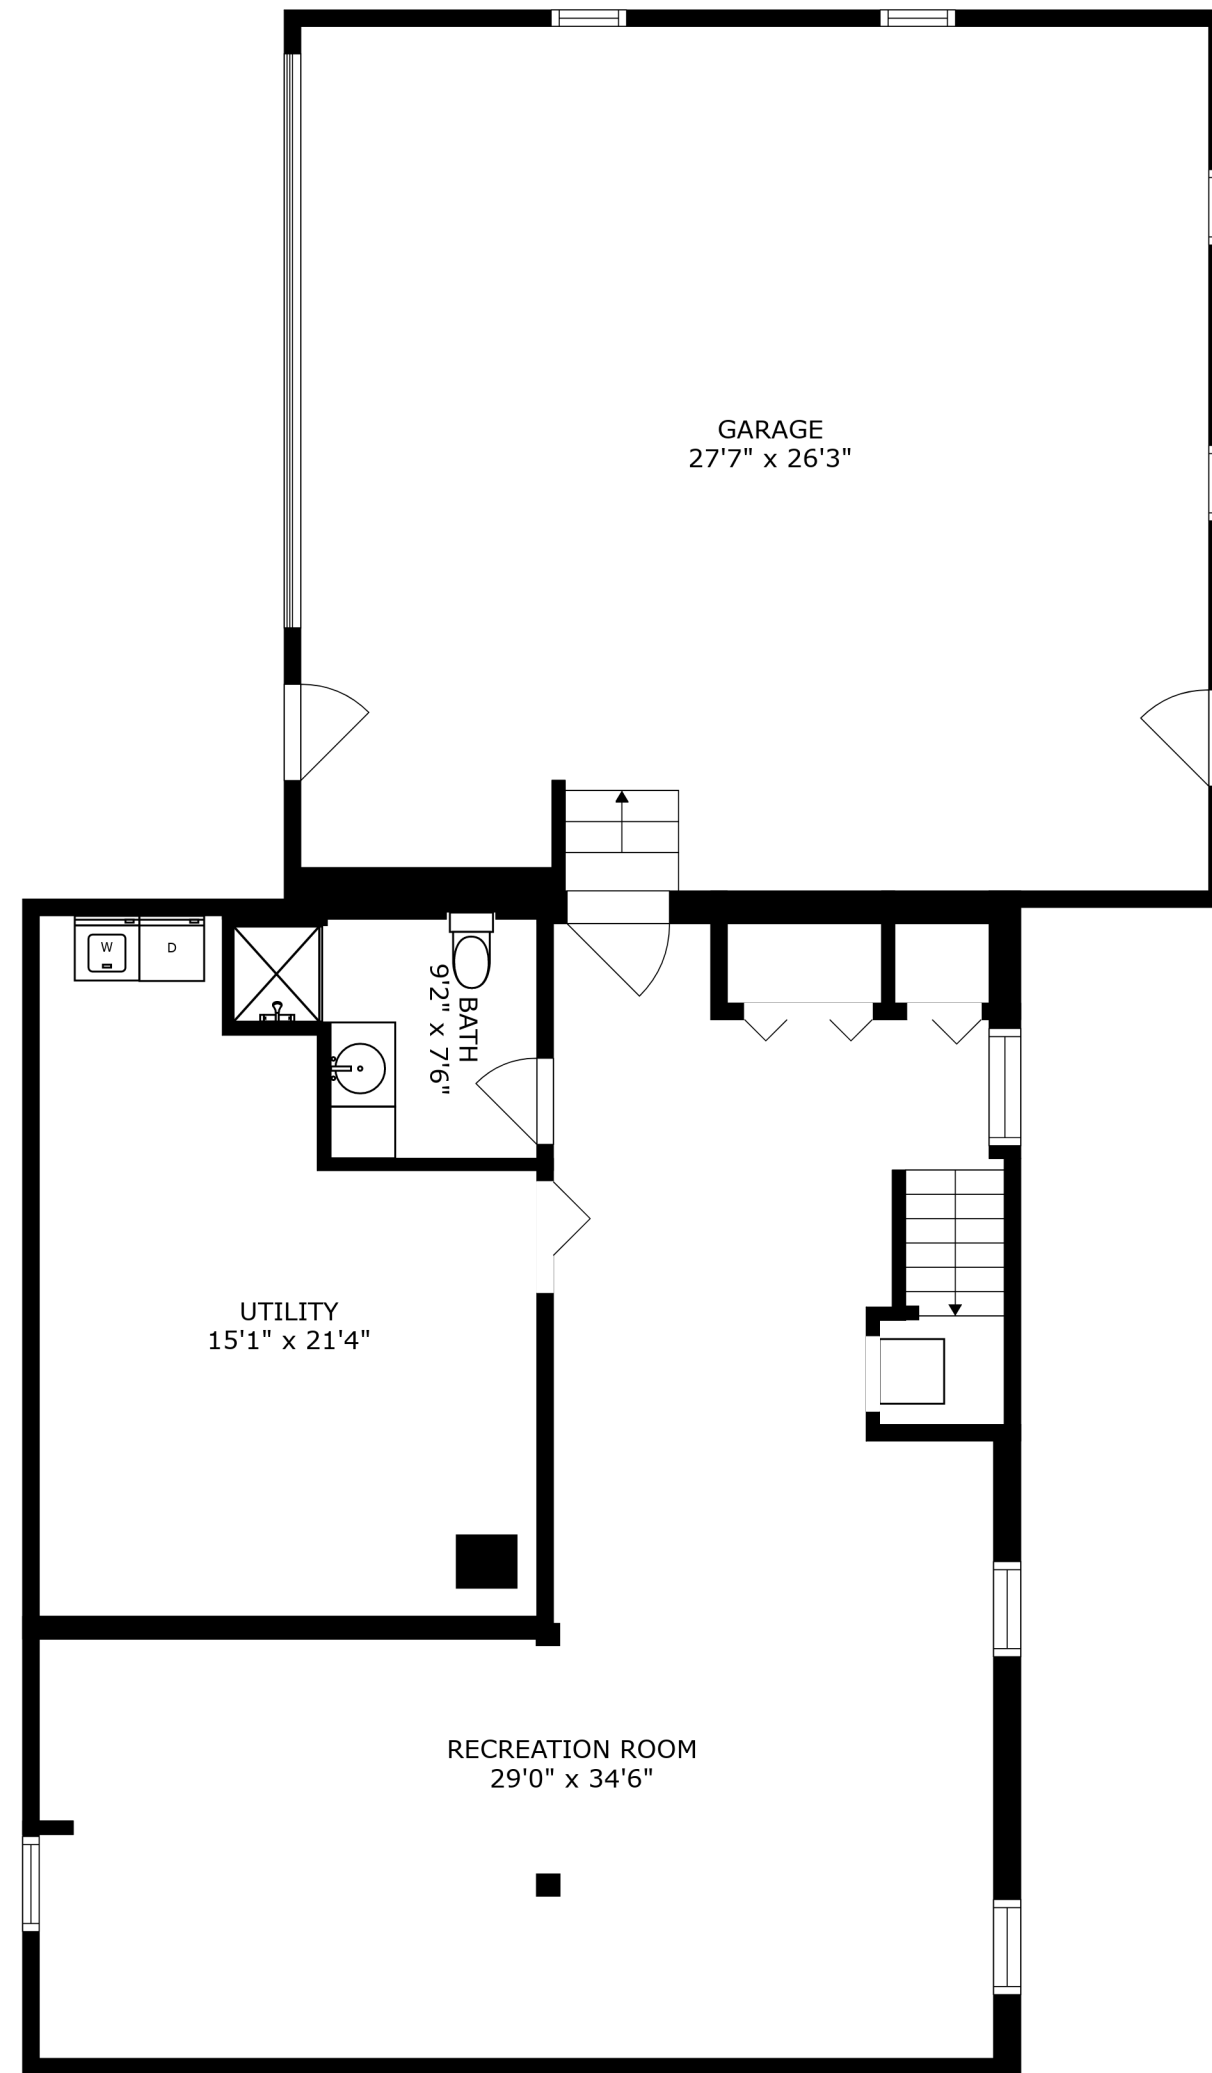 GARAGE
27'7" x 26'3"
W
D
BATH
9'2" x 7'6"
UTILITY
15'1" x 21'4"
RECREATION ROOM
29'0" x 34'6"